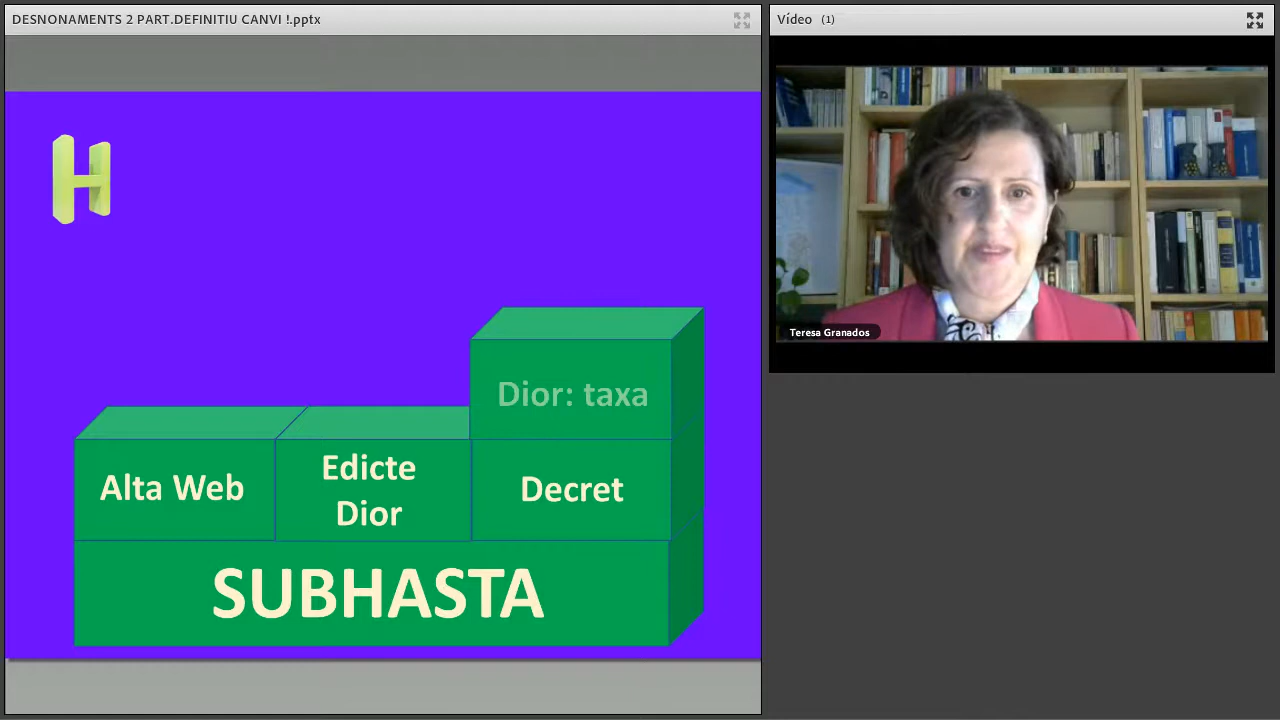 DESNONAMENTS 2 PART.DEFINITIU CANVI !.pptx
Vídeo (1)
H
Dior: taxa
Alta Web
Edicte
Dior
Decret
SUBHASTA
Teresa Granados